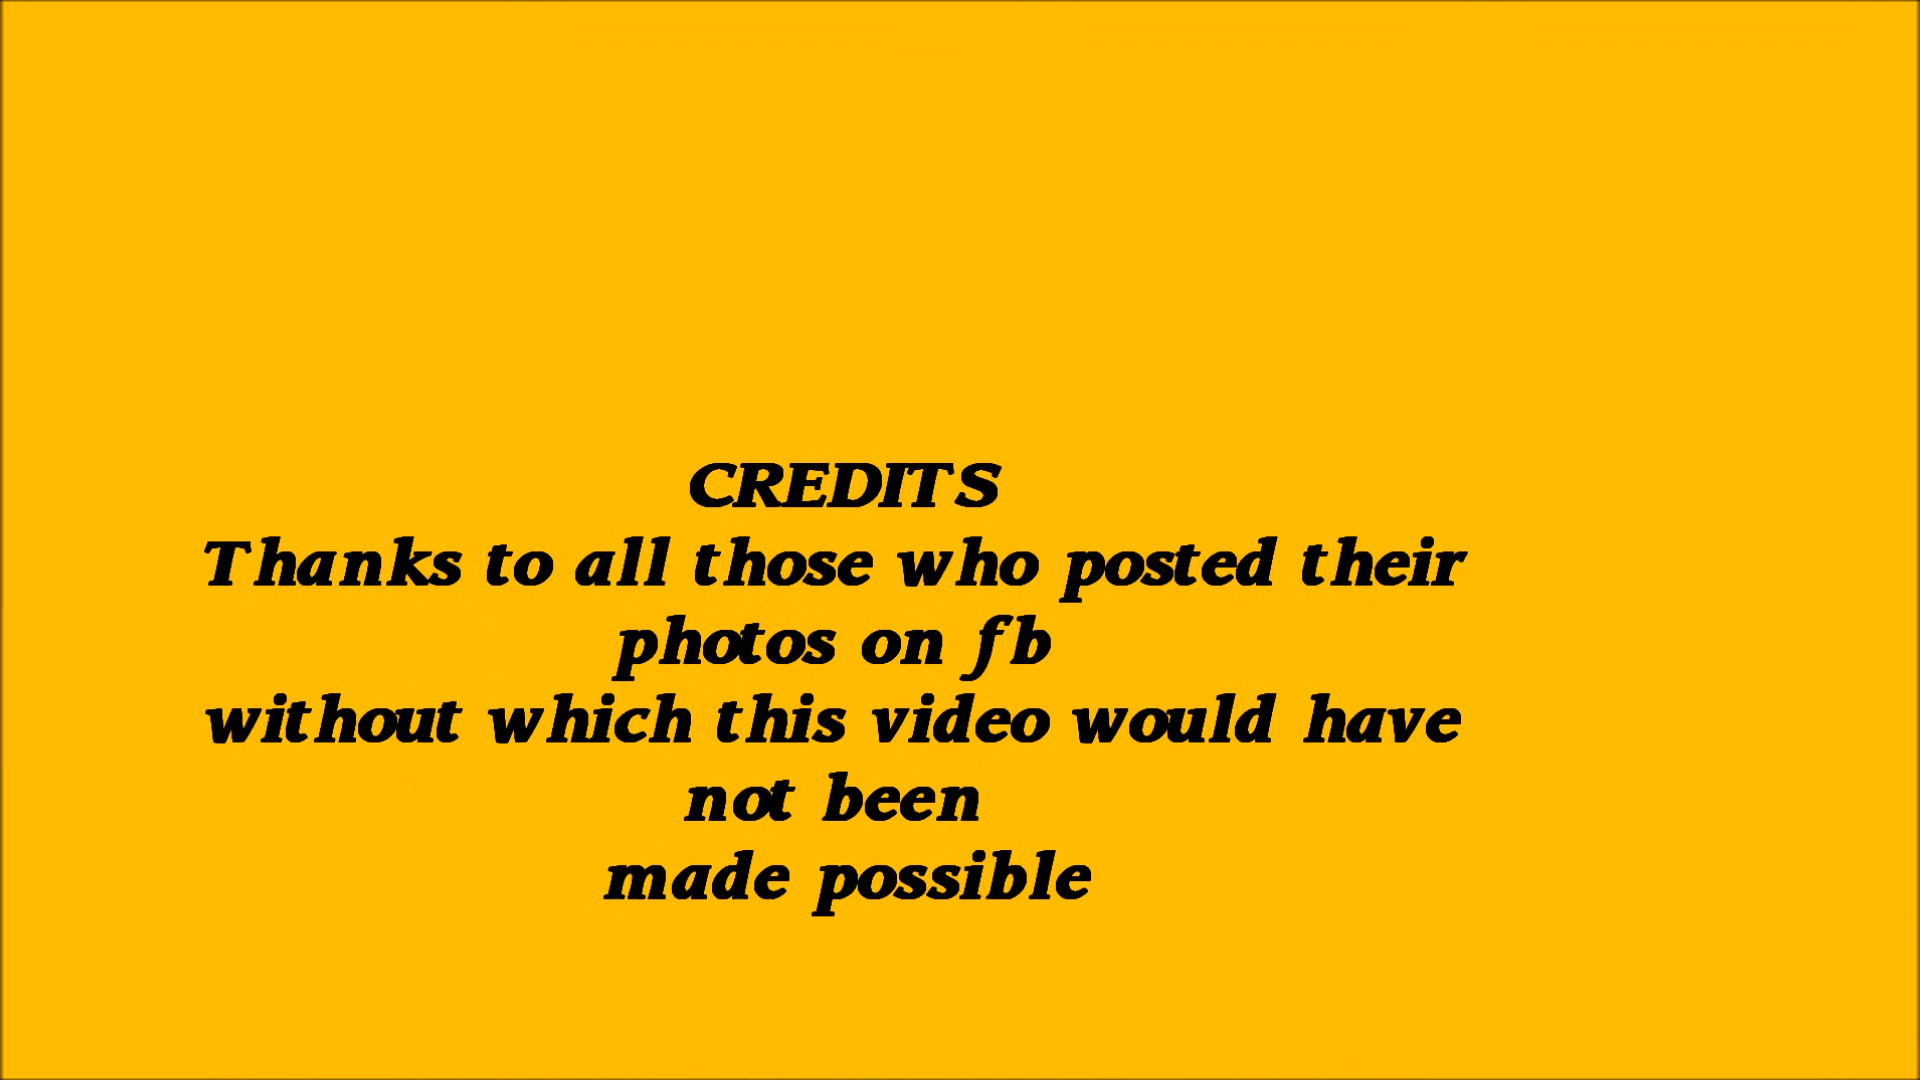 CREDITS
Thanks to all those who posted their
photos on fb
without which this video would have
not been
made possible